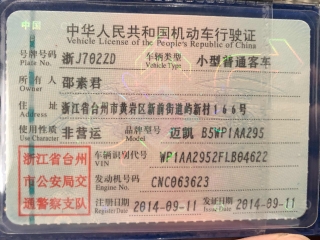 中国
中华人民共和国机动车行驶证
Vehicle License of the People's Republic of China
号牌号码 浙J702ZD 车辆类型 小型普通客车
Plate No. Vehicle Type
所有人 邵素君
Owner
住址 浙江省台州市黄岩区新前街道屿新村166号
Address
使用性质 非营运 品牌型号 迈凯 BSWP1AA295
Use Character Model
浙江省台州市公安局交通警察支队
车辆识别代号 WP1AA2952FLB04622
VIN
发动机号码 CNC063623
Engine No.
注册日期 2014-09-11 发证日期 2014-09-11
Register Date Issue Date